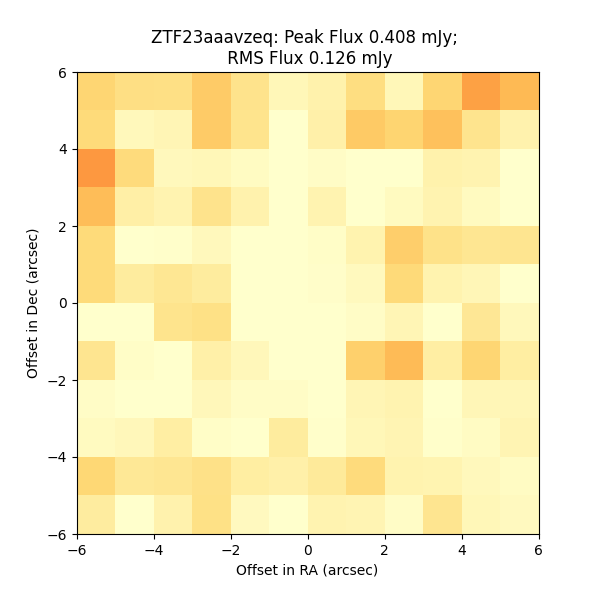 ZTF23aaavzeq: Peak Flux 0.408 mJy;
RMS Flux 0.126 mJy
6
4
2
0
−2
−4
−6
Offset in Dec (arcsec)
−6 −4 −2 0 2 4 6
Offset in RA (arcsec)